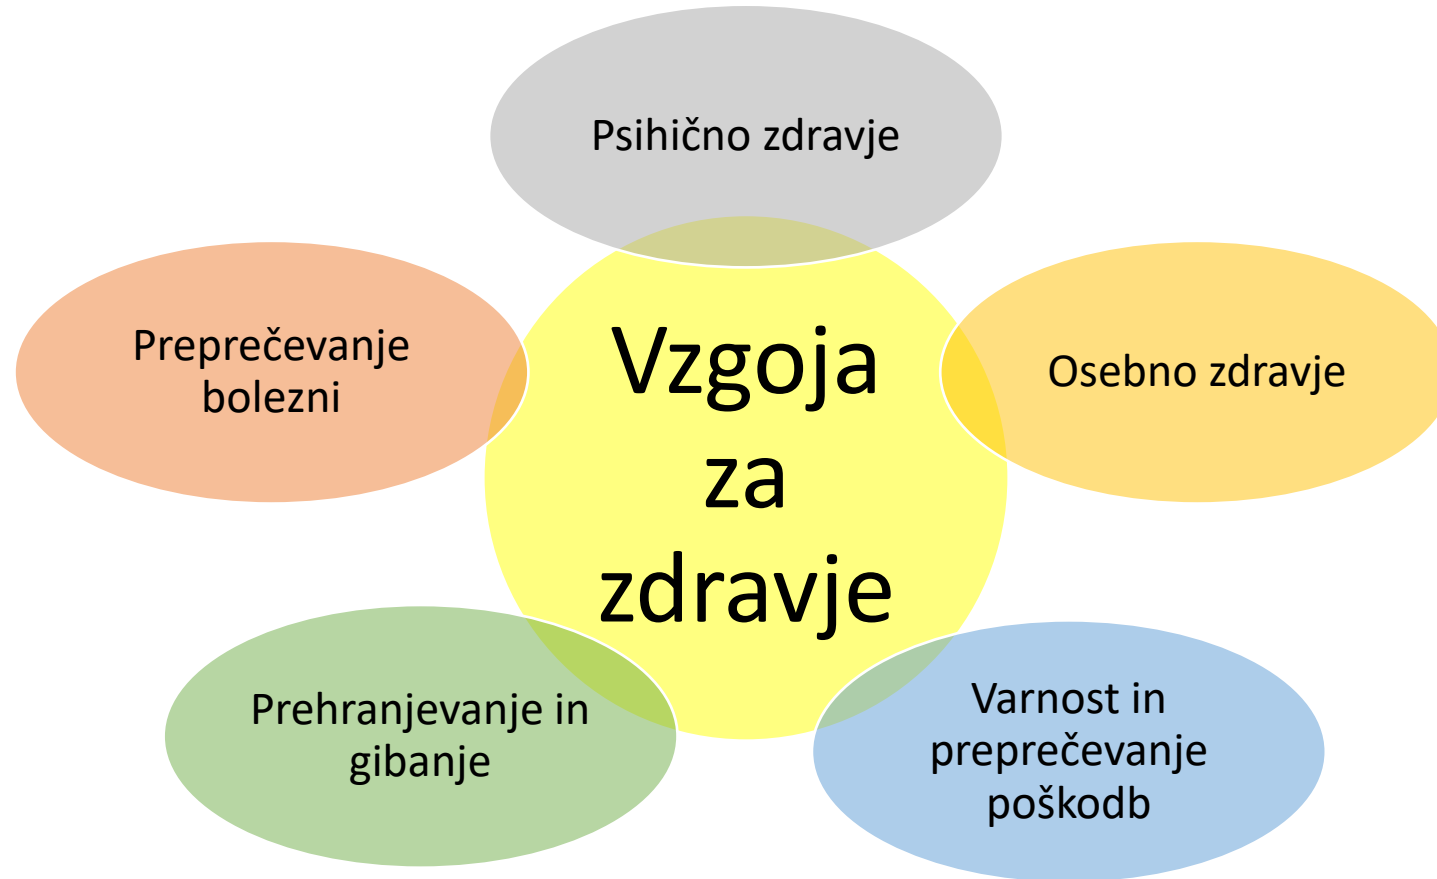 Psihično zdravje
Preprečevanje
bolezni
Vzgoja
za
zdravje
Osebno zdravje
Prehranjevanje in
gibanje
Varnost in
preprečevanje
poškodb